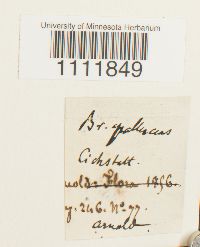 University of Minnesota Herbarium
1111849
Br. pallescens
Eichstätt.
Flora 1856.
p. 246. No 77.
Arnold.